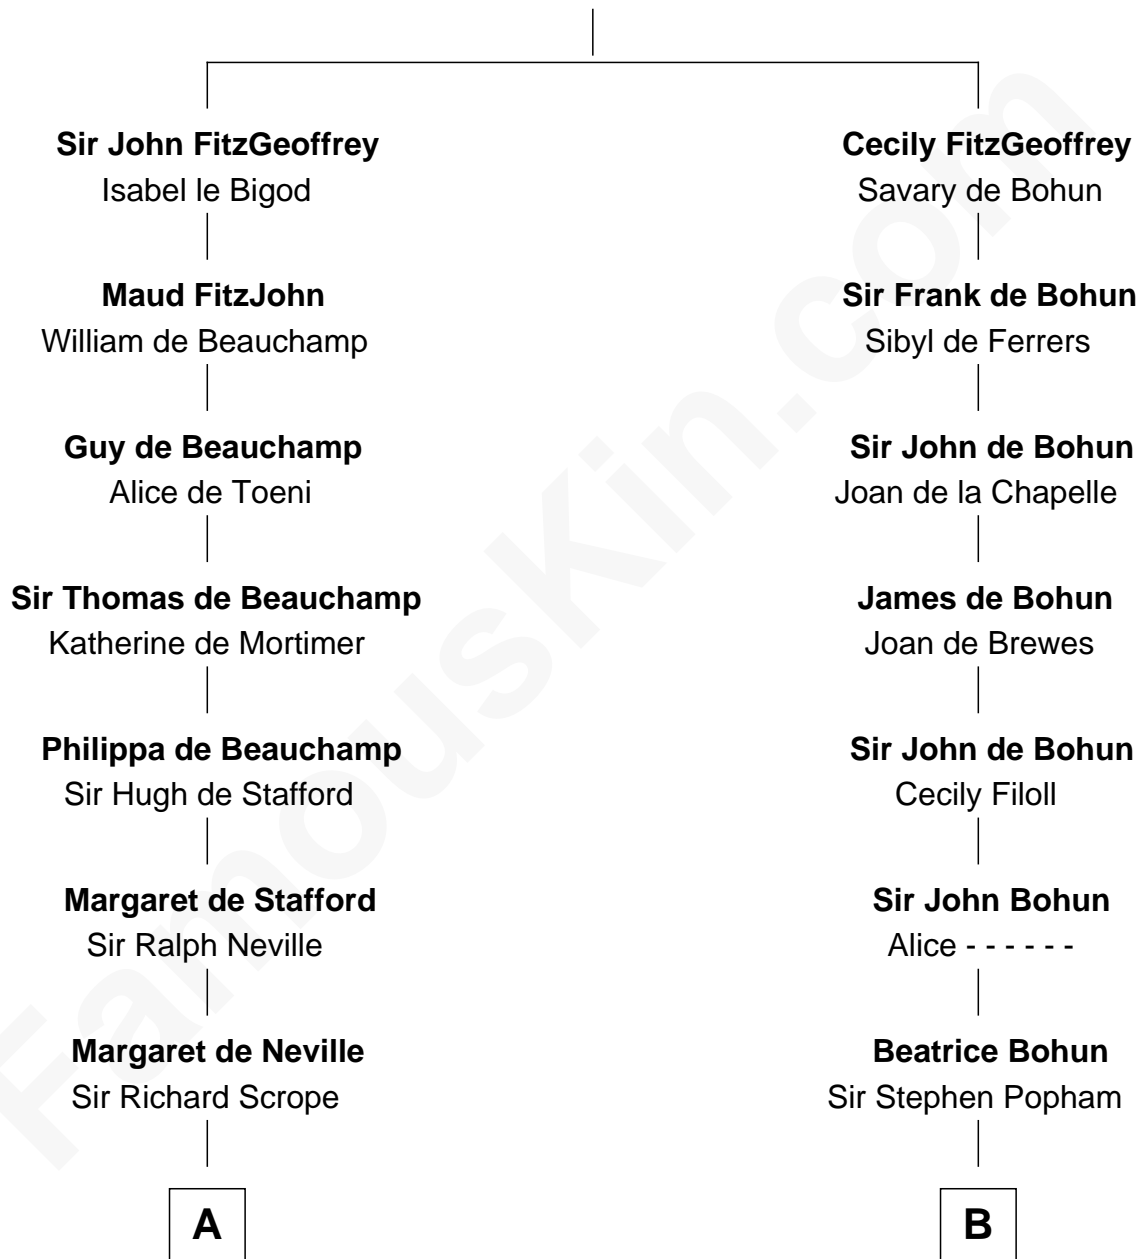 Sir John FitzGeoffrey
Isabel le Bigod
Maud FitzJohn
William de Beauchamp
Guy de Beauchamp
Alice de Toeni
Sir Thomas de Beauchamp
Katherine de Mortimer
Philippa de Beauchamp
Sir Hugh de Stafford
Margaret de Stafford
Sir Ralph Neville
Margaret de Neville
Sir Richard Scrope
A
Cecily FitzGeoffrey
Savary de Bohun
Sir Frank de Bohun
Sibyl de Ferrers
Sir John de Bohun
Joan de la Chapelle
James de Bohun
Joan de Brewes
Sir John de Bohun
Cecily Filoll
Sir John Bohun
Alice - - - - - -
Beatrice Bohun
Sir Stephen Popham
B
FamousKin.com